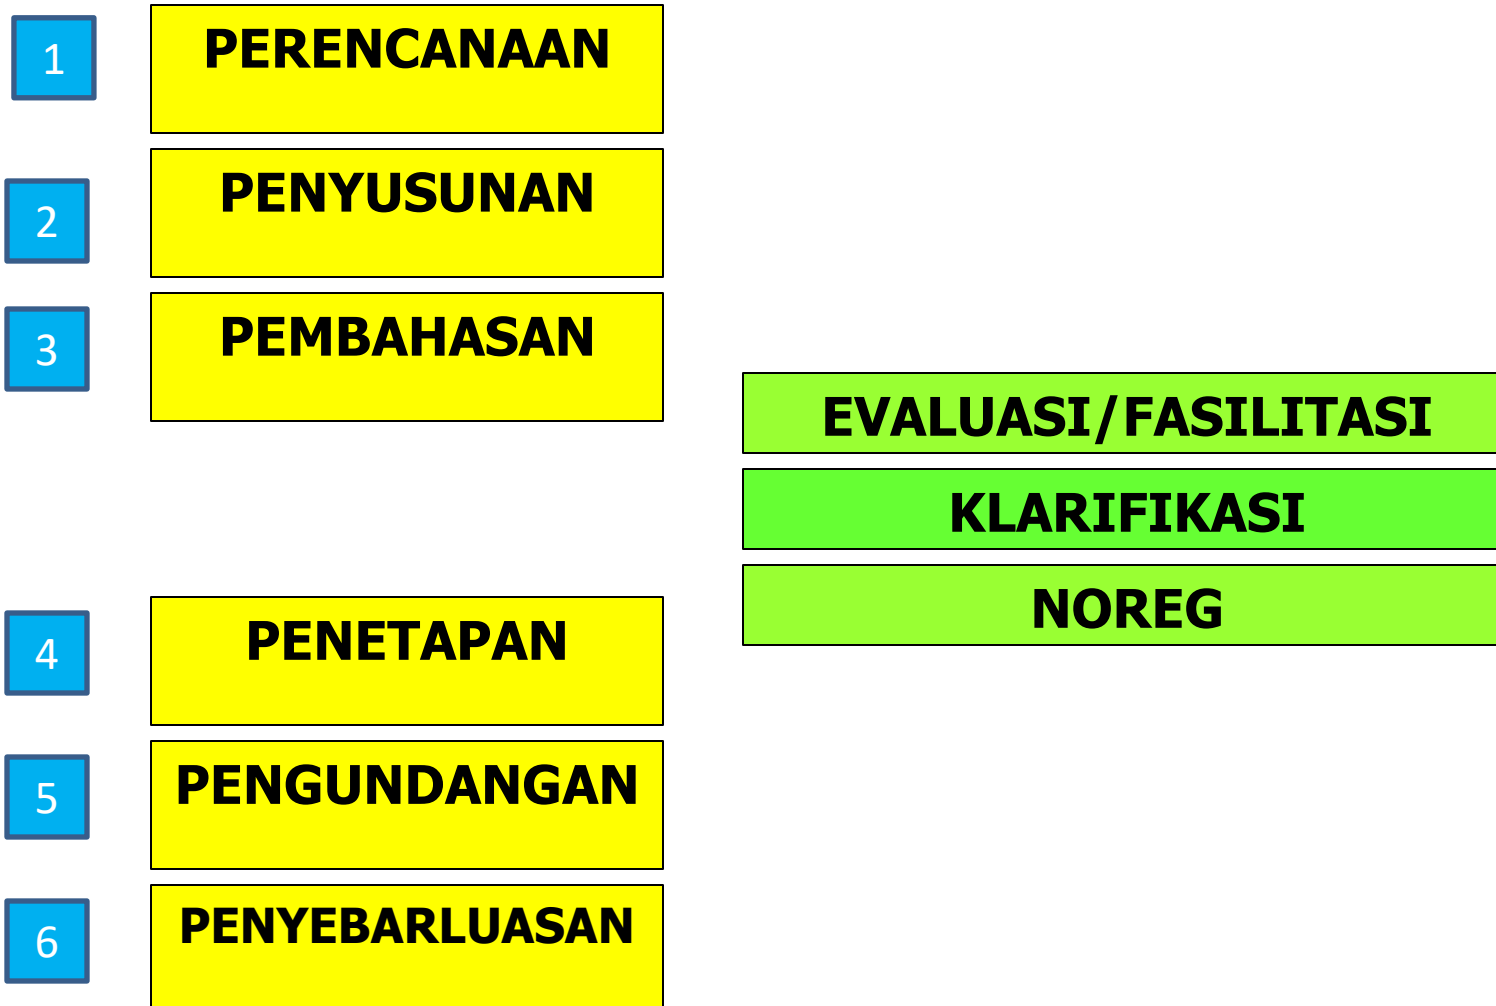 1
PERENCANAAN
2
PENYUSUNAN
3
PEMBAHASAN
EVALUASI/FASILITASI
KLARIFIKASI
NOREG
4
PENETAPAN
5
PENGUNDANGAN
6
PENYEBARLUASAN